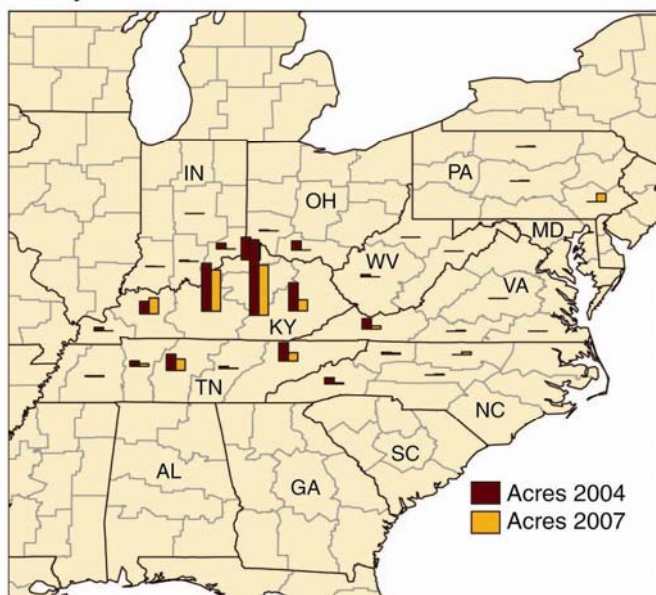 IN
OH
PA
MD
WV
VA
KY
TN
NC
SC
AL
GA
Acres 2004
Acres 2007